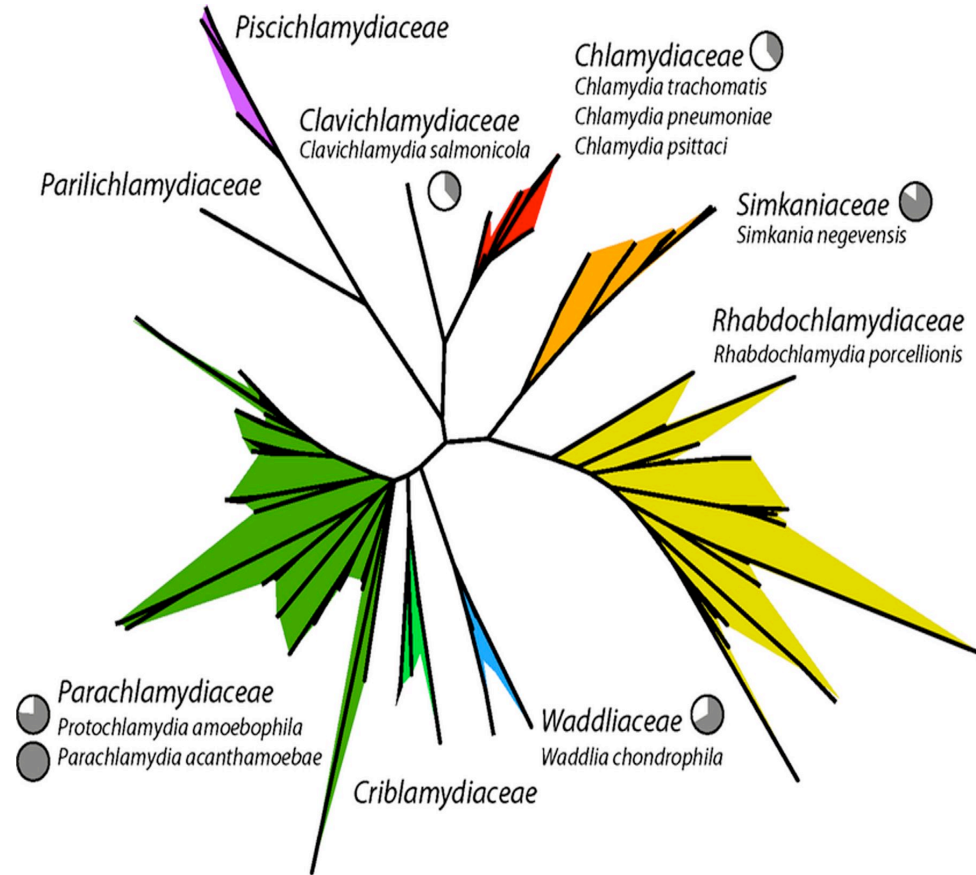 Piscichlamydiaceae
Chlamydiaceae
Chlamydia trachomatis
Chlamydia pneumoniae
Chlamydia psittaci
Clavichlamydiaceae
Clavichlamydia salmonicola
Parilichlamydiaceae
Simkaniaceae
Simkania negevensis
Rhabdochlamydiaceae
Rhabdochlamydia porcellionis
Parachlamydiaceae
Protochlamydia amoebophila
Parachlamydia acanthamoebae
Waddliaceae
Waddlia chondrophila
Criblamydiaceae